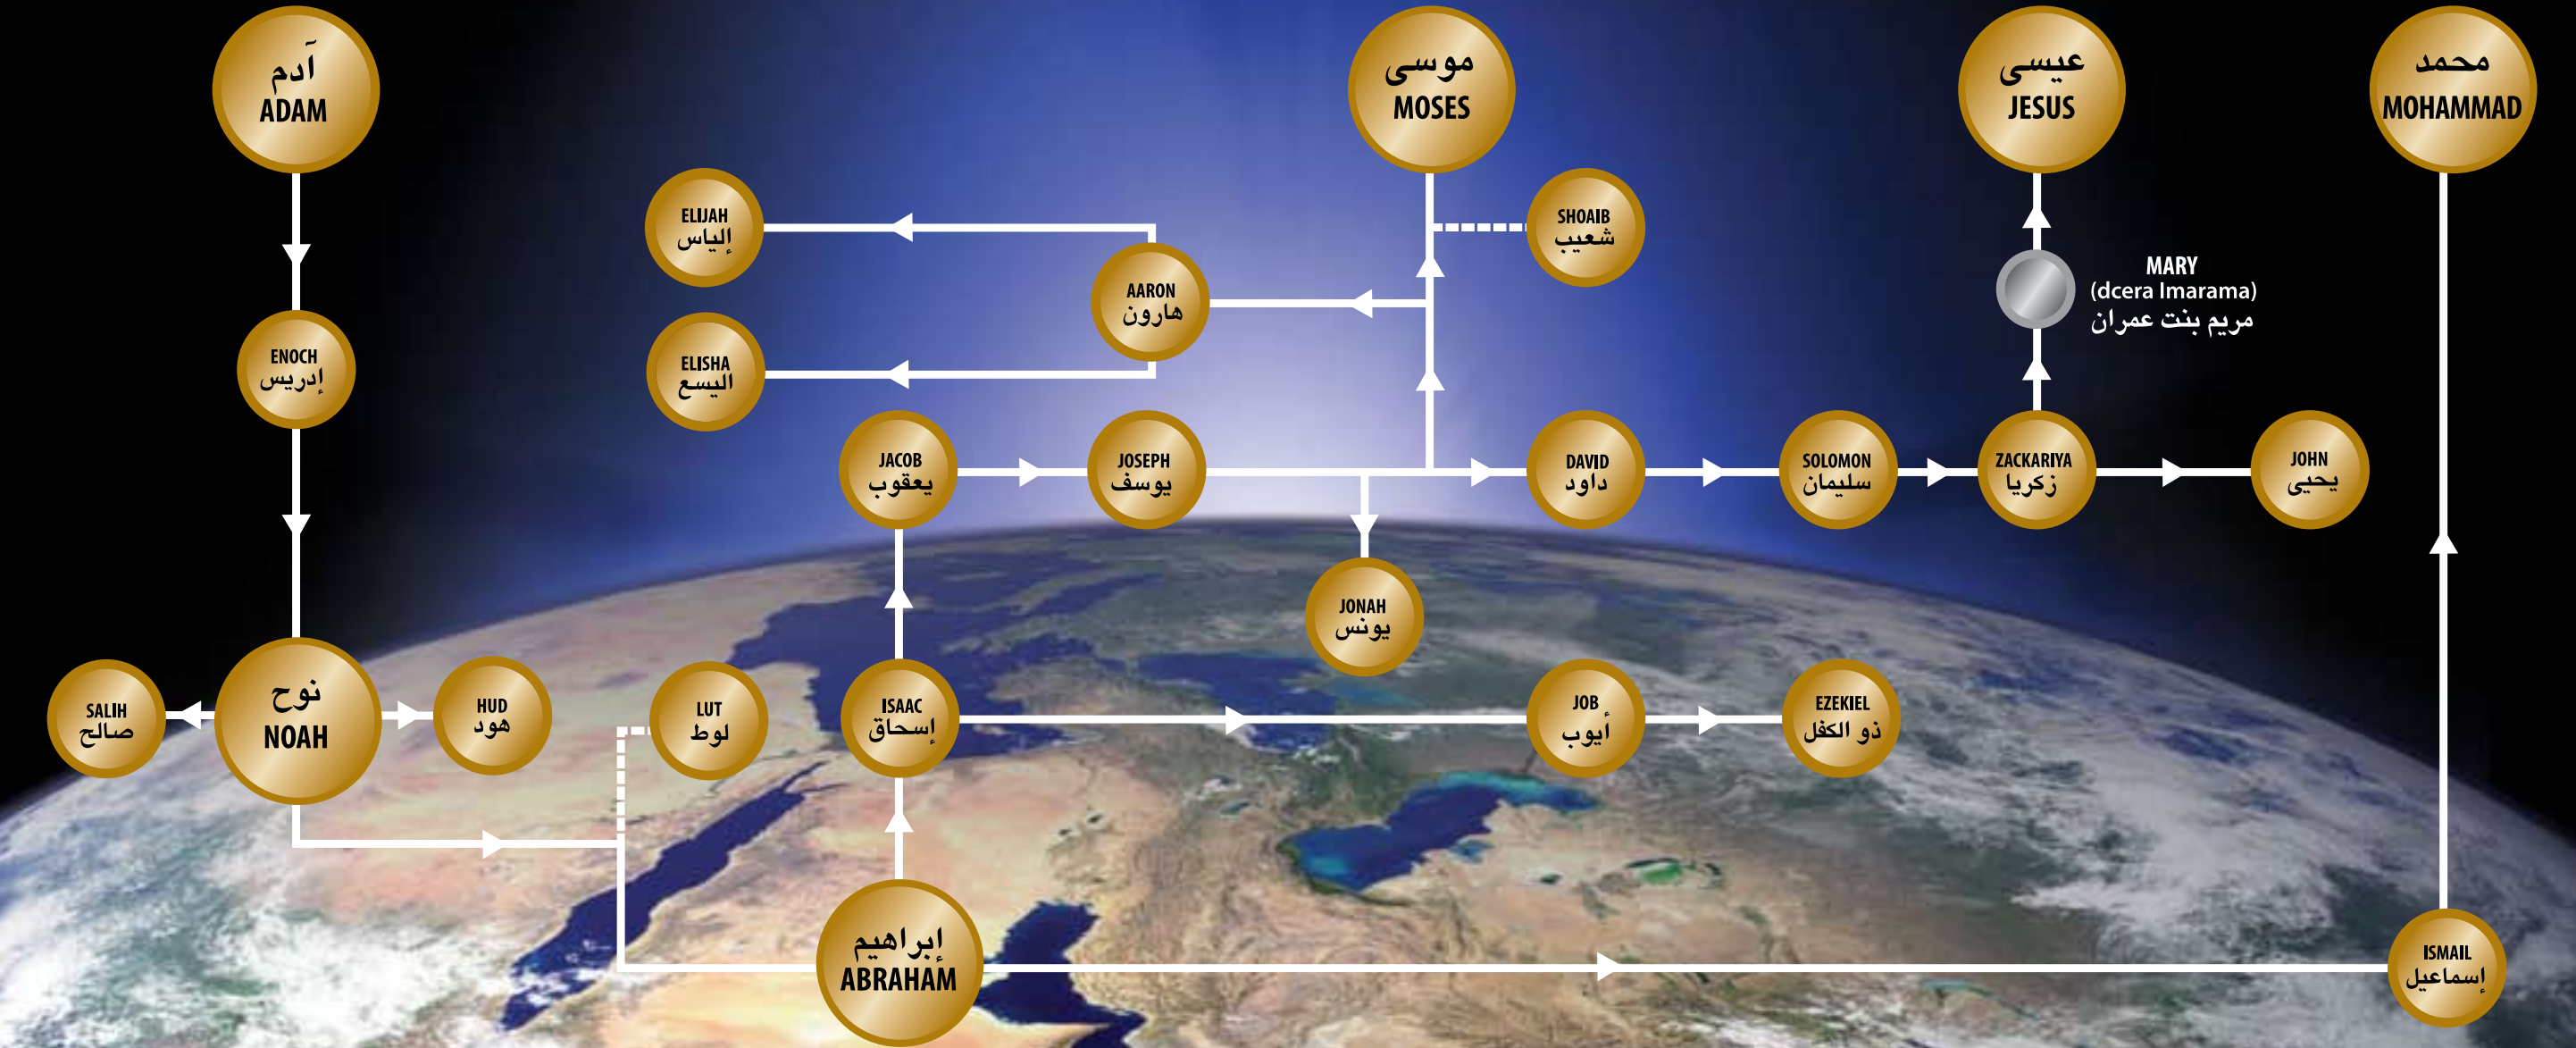 آدم
ADAM
موسى
MOSES
عيسى
JESUS
محمد
MOHAMMAD
ELIJAH
إلياس
SHOAIB
شعيب
AARON
هارون
MARY
(dcera Imarama)
مريم بنت عمران
ENOCH
إدريس
ELISHA
اليسع
JACOB
يعقوب
JOSEPH
يوسف
DAVID
داود
SOLOMON
سليمان
ZACKARIYA
زكريا
JOHN
يحيى
JONAH
يونس
SALIH
صالح
نوح
NOAH
HUD
هود
LUT
لوط
ISAAC
إسحاق
JOB
أيوب
EZEKIEL
ذو الكفل
إبراهيم
ABRAHAM
ISMAIL
إسماعيل